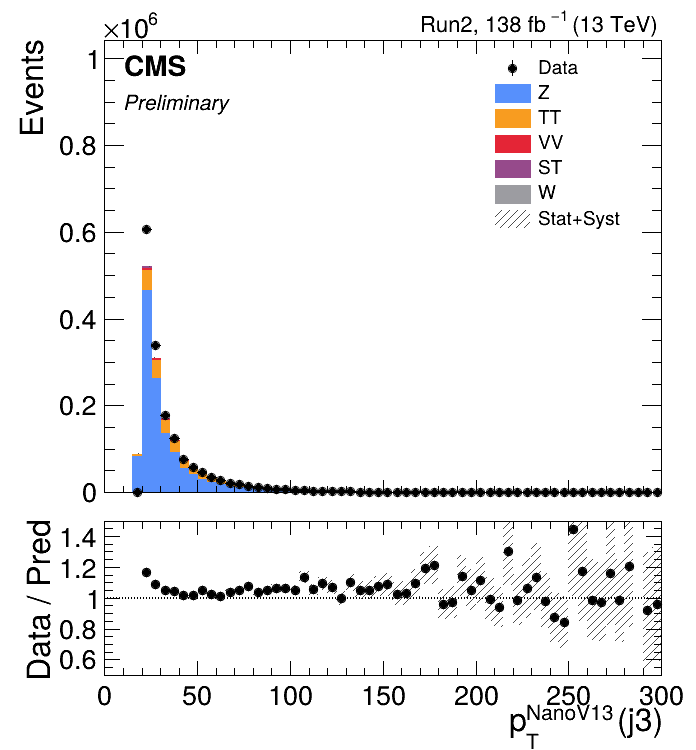 ×10⁶
Run2, 138 fb⁻¹ (13 TeV)
Events
CMS
Preliminary
Data
Z
TT
VV
ST
W
Stat+Syst
1
0.8
0.6
0.4
0.2
0
Data / Pred
1.4
1.2
1
0.8
0.6
0 50 100 150 200 250 300
p_T^NanoV13 (j3)